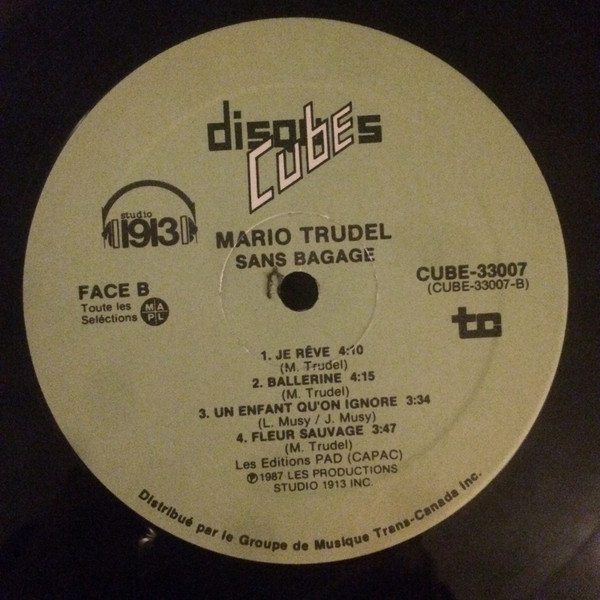 disques
CubE
studio
1913
MARIO TRUDEL
SANS BAGAGE
FACE B
Toute les
Seléctions
M A
P L
CUBE-33007
(CUBE-33007-B)
tc
1. JE RÊVE 4:10
(M. Trudel)
2. BALLERINE 4:15
(M. Trudel)
3. UN ENFANT QU'ON IGNORE 3:34
(L. Musy / J. Musy)
4. FLEUR SAUVAGE 3:47
(M. Trudel)
Les Editions PAD (CAPAC)
℗1987 LES PRODUCTIONS
STUDIO 1913 INC.
Distribué par le Groupe de Musique Trans-Canada inc.